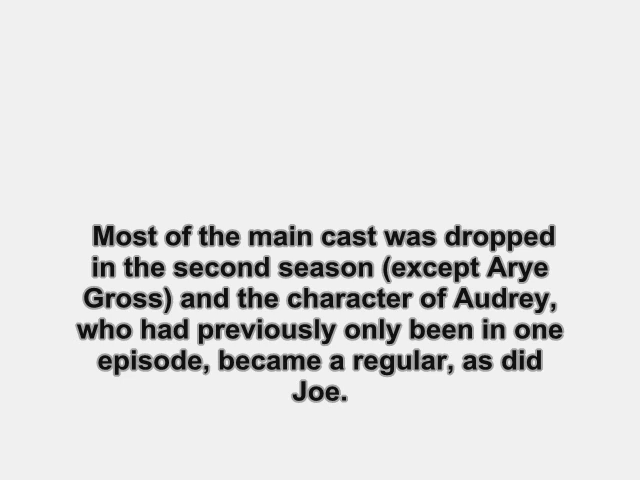 Most of the main cast was dropped
in the second season (except Arye
Gross) and the character of Audrey,
who had previously only been in one
episode, became a regular, as did
Joe.